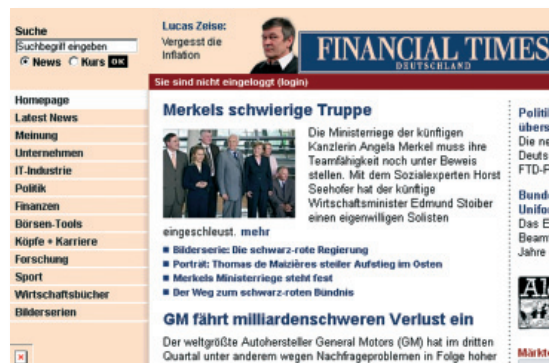 Suche
Suchbegriff eingeben
News Kurs OK
Lucas Zeise:
Vergesst die
Inflation
FINANCIAL TIMES
DEUTSCHLAND
Sie sind nicht eingeloggt (login)
Homepage
Latest News
Meinung
Unternehmen
IT-Industrie
Politik
Finanzen
Börsen-Tools
Köpfe + Karriere
Forschung
Sport
Wirtschaftsbücher
Bilderserien
Merkels schwierige Truppe
Die Ministerriege der künftigen
Kanzlerin Angela Merkel muss ihre
Teamfähigkeit noch unter Beweis
stellen. Mit dem Sozialexperten Horst
Seehofer hat der künftige
Wirtschaftsminister Edmund Stoiber
einen eigenwilligen Solisten
eingeschleust. mehr
Bilderserie: Die schwarz-rote Regierung
Porträt: Thomas de Maizières steiler Aufstieg im Osten
Merkels Ministerriege steht fest
Der Weg zum schwarz-roten Bündnis
GM fährt milliardenschweren Verlust ein
Der weltgrößte Autohersteller General Motors (GM) hat im dritten
Quartal unter anderem wegen Nachfrageproblemen in Folge hoher
Politi
übers
Die ne
Deuts
FTD-P
Bund
Unifo
Das E
Beam
Jahre
Al
Märkt